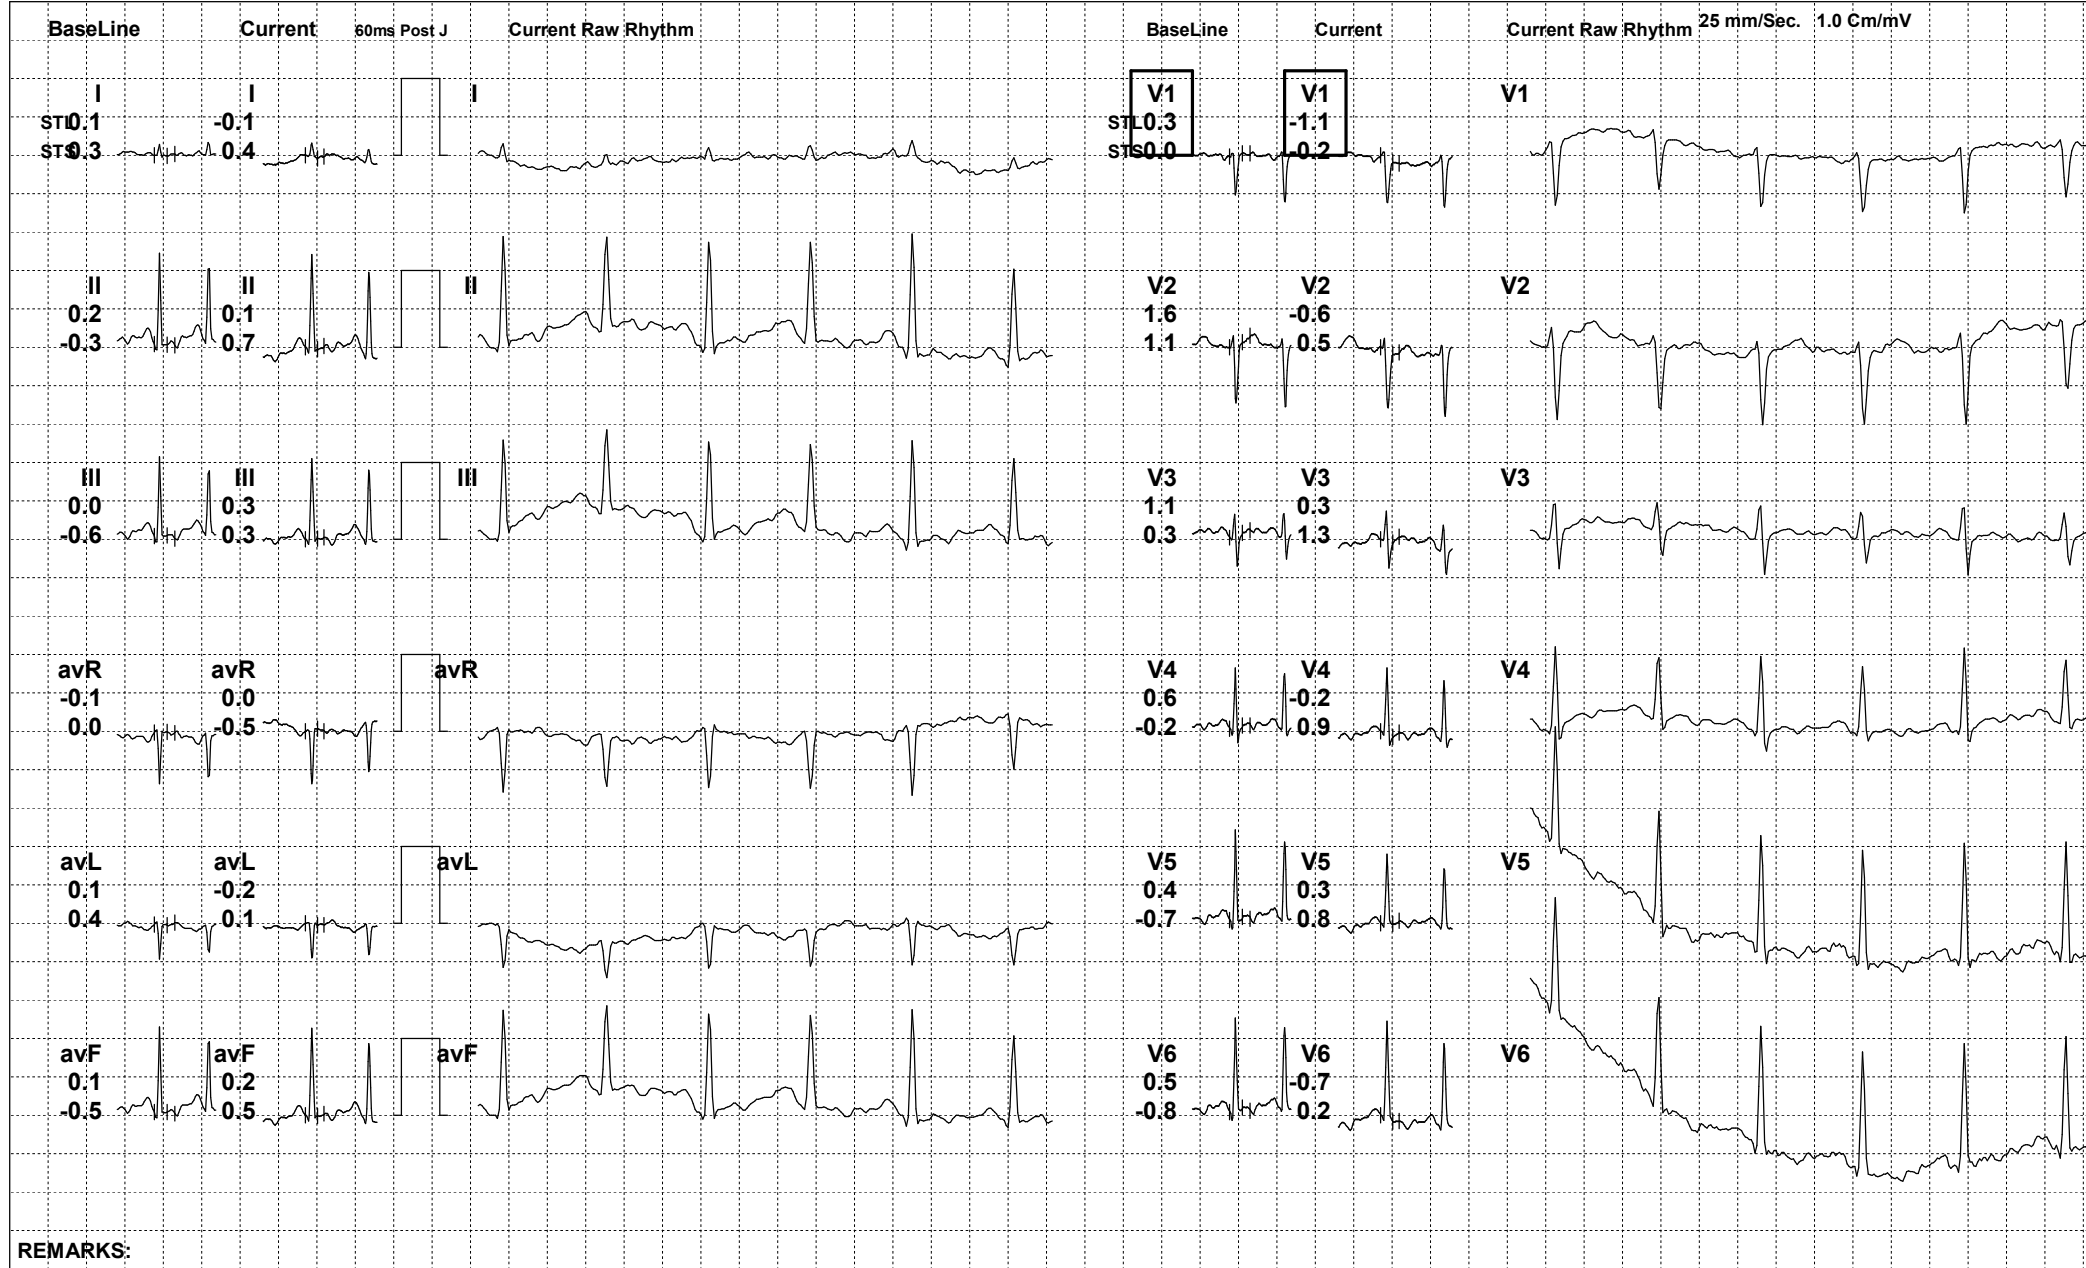 BaseLine Current 60ms Post J Current Raw Rhythm BaseLine Current Current Raw Rhythm 25 mm/Sec. 1.0 Cm/mV
I I I V1 V1 V1
STL 0.1 -0.1 STL 0.3 -1.1
STS 0.3 0.4 STS 0.0 -0.2
II II II V2 V2 V2
0.2 0.1 1.6 -0.6
-0.3 0.7 1.1 0.5
III III III V3 V3 V3
0.0 0.3 1.1 0.3
-0.6 0.3 0.3 1.3
avR avR avR V4 V4 V4
-0.1 0.0 0.6 -0.2
0.0 -0.5 -0.2 0.9
avL avL avL V5 V5 V5
0.1 -0.2 0.4 0.3
0.4 0.1 -0.7 0.8
avF avF avF V6 V6 V6
0.1 0.2 0.5 -0.7
-0.5 0.5 -0.8 0.2
REMARKS: